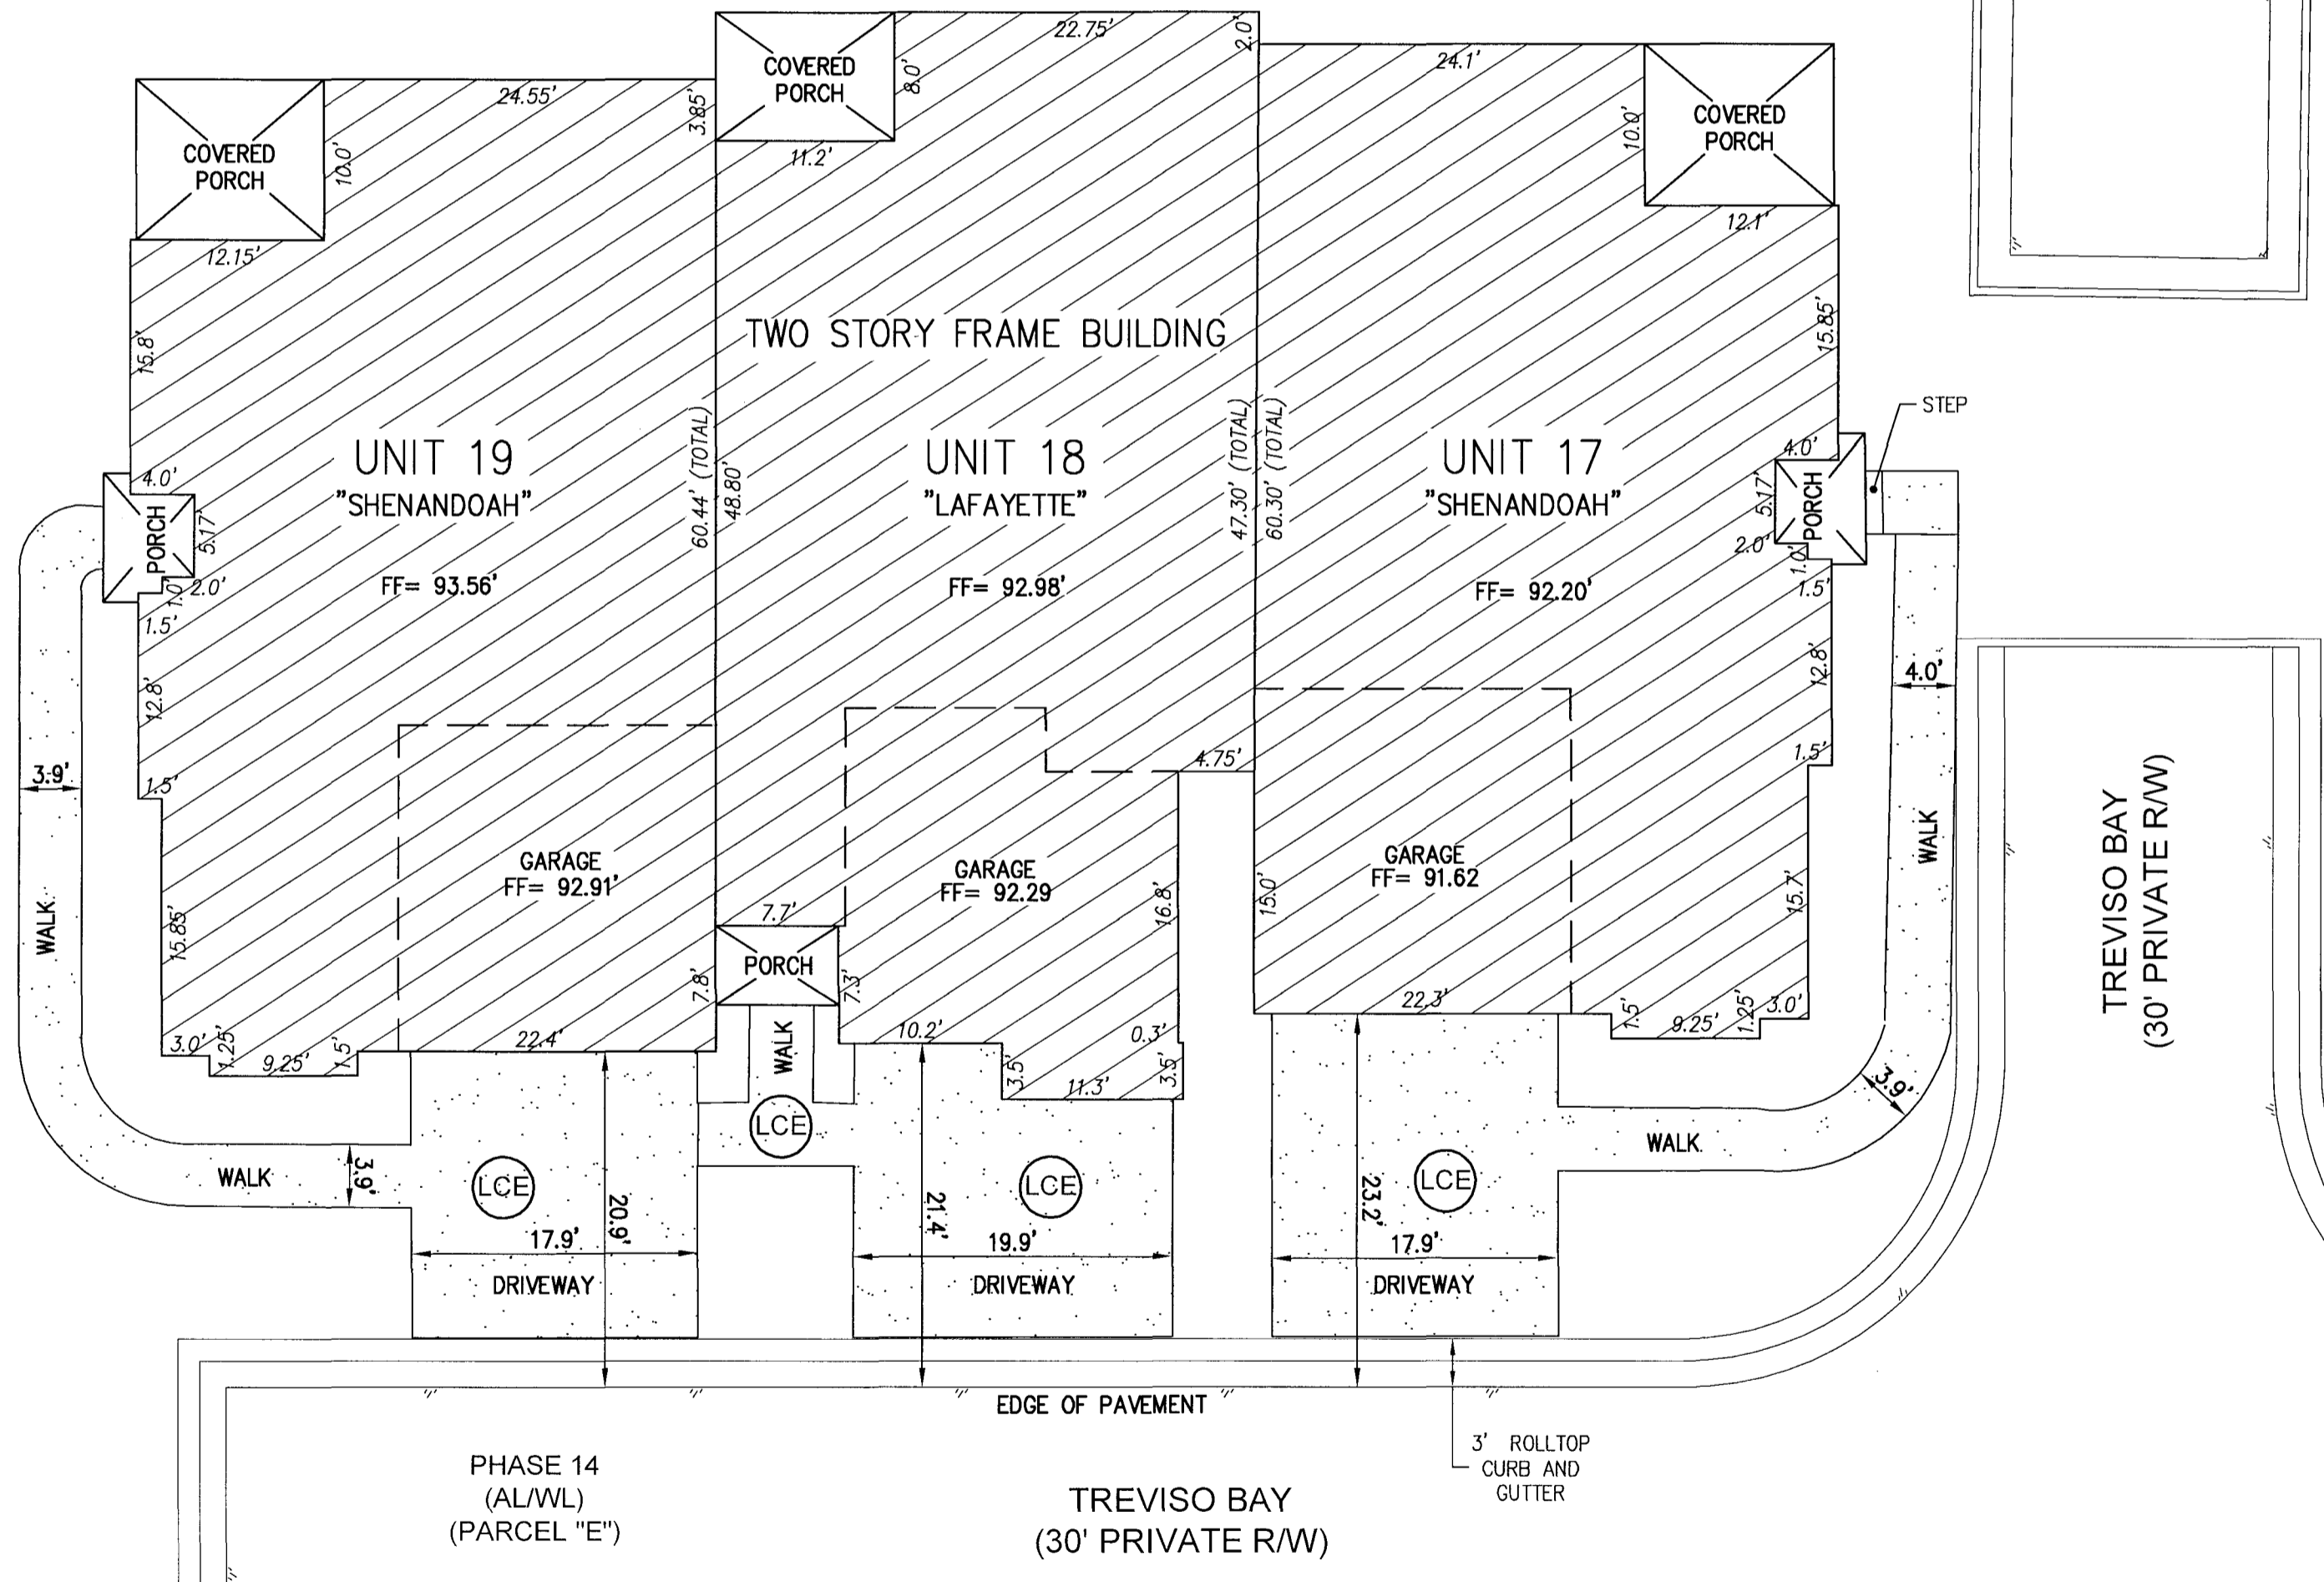 22.75'
2.0'
COVERED
PORCH
8.0'
24.1'
24.55'
3.85'
COVERED
PORCH
10.0'
COVERED
PORCH
10.0'
11.2'
12.15'
12.1'
TWO STORY FRAME BUILDING
15.8'
15.85'
STEP
UNIT 19
"SHENANDOAH"
60.44' (TOTAL)
48.80'
UNIT 18
"LAFAYETTE"
47.30' (TOTAL)
60.30' (TOTAL)
UNIT 17
"SHENANDOAH"
4.0'
PORCH
5.17'
4.0'
5.17'
PORCH
FF= 93.56'
FF= 92.98'
FF= 92.20'
1.0'
2.0'
1.5'
2.0'
1.0'
1.5'
12.8'
12.8'
4.0'
3.9'
1.5'
4.75'
1.5'
WALK
WALK
GARAGE
FF= 92.91'
GARAGE
FF= 92.29
GARAGE
FF= 91.62
15.85'
7.7'
16.8'
15.0'
15.7'
TREVISO BAY
(30' PRIVATE R/W)
PORCH
7.8'
7.3'
3.0'
1.25'
9.25'
1.5'
22.4'
WALK
10.2'
0.3'
3.5'
11.3'
3.5'
22.3'
1.5'
9.25'
1.25'
3.0'
3.9'
LCE
WALK
3.9'
LCE
20.9'
21.4'
LCE
23.2'
LCE
WALK
17.9'
DRIVEWAY
19.9'
DRIVEWAY
17.9'
DRIVEWAY
EDGE OF PAVEMENT
3' ROLLTOP
CURB AND
GUTTER
PHASE 14
(AL/WL)
(PARCEL "E")
TREVISO BAY
(30' PRIVATE R/W)